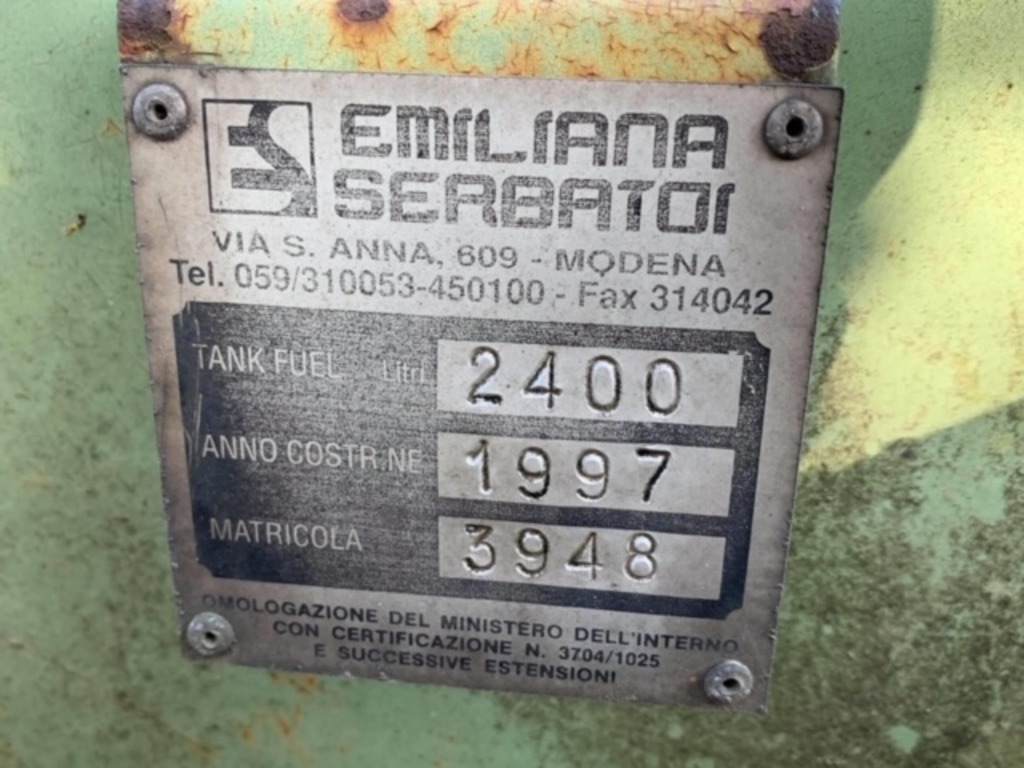 ES EMILIANA
SERBATOI
VIA S. ANNA, 609 - MODENA
Tel. 059/310053-450100 - Fax 314042
TANK FUEL Litri 2400
ANNO COSTR.NE 1997
MATRICOLA 3948
OMOLOGAZIONE DEL MINISTERO DELL'INTERNO
CON CERTIFICAZIONE N. 3704/1025
E SUCCESSIVE ESTENSIONI